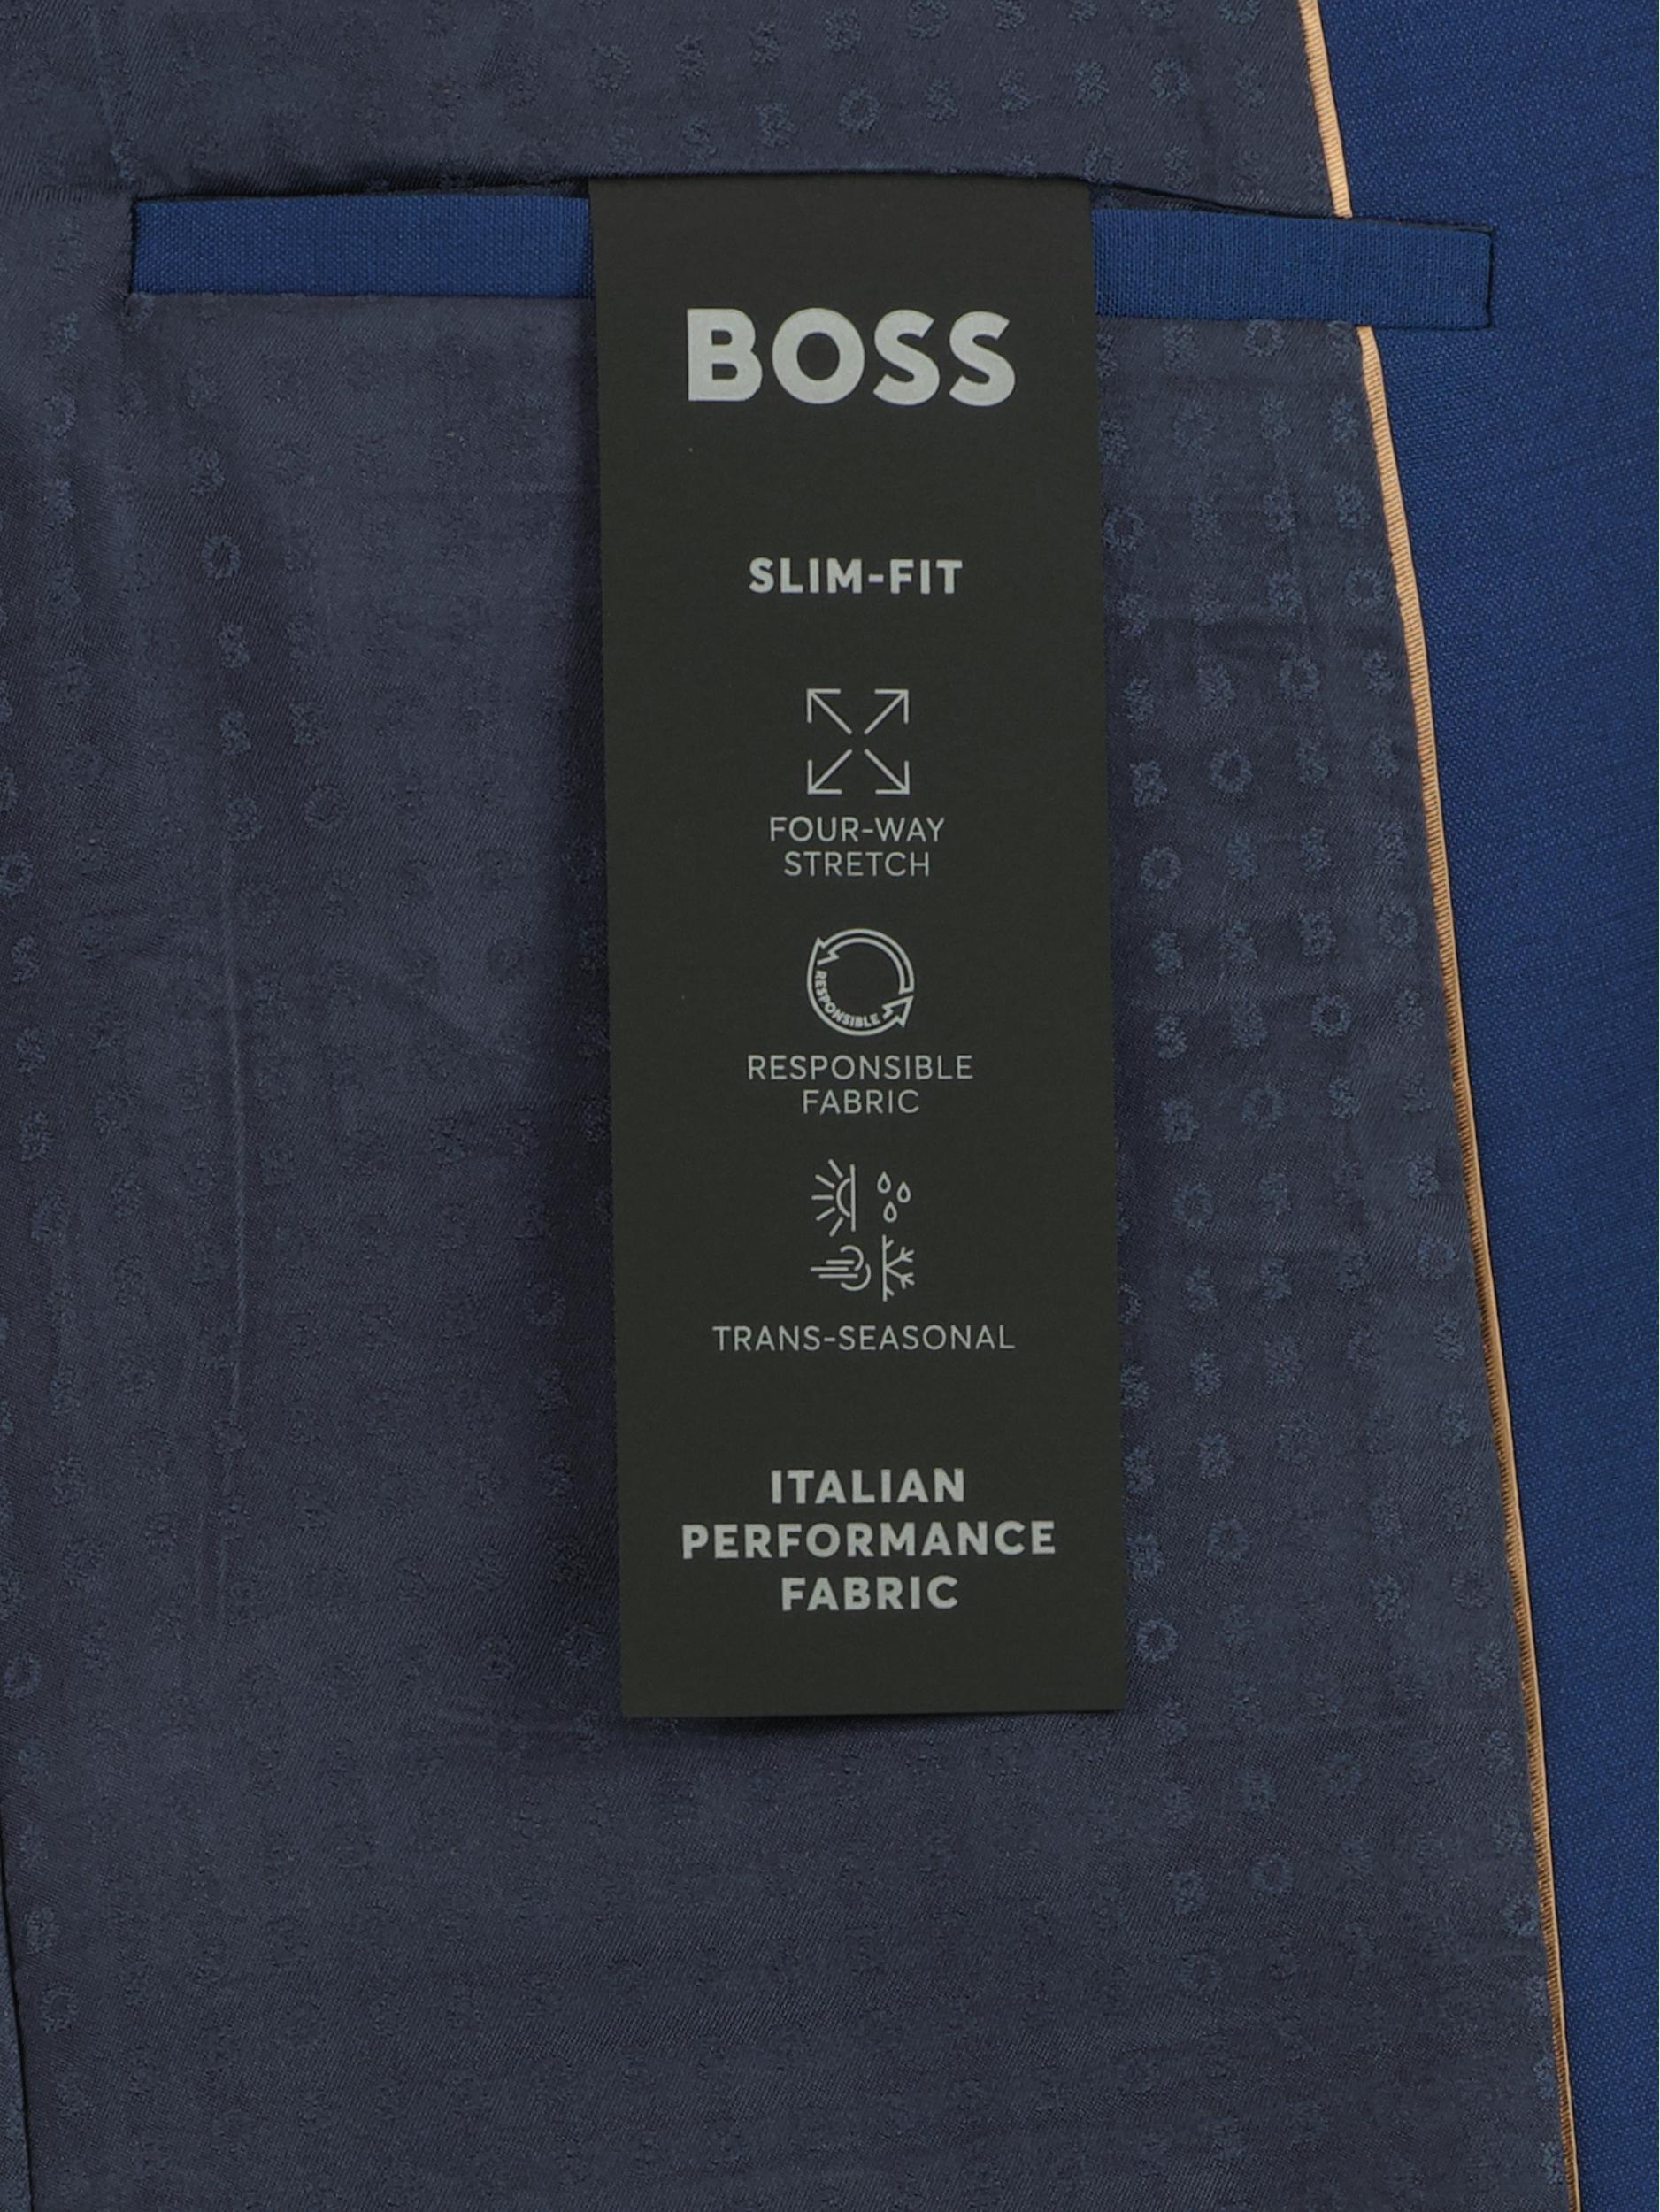 BOSS
SLIM-FIT
FOUR-WAY
STRETCH
RESPONSIBLE
RESPONSIBLE
FABRIC
TRANS-SEASONAL
ITALIAN
PERFORMANCE
FABRIC